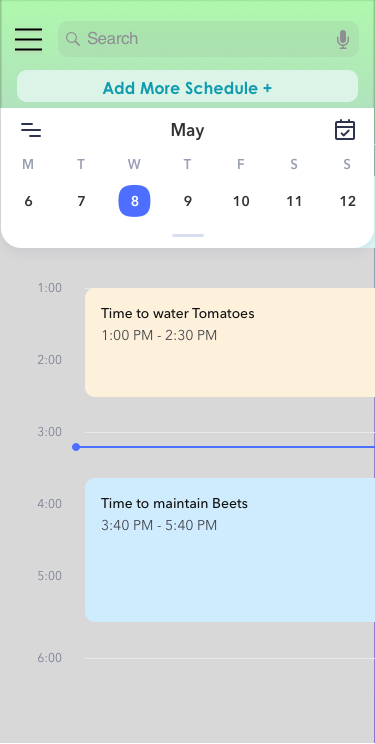 Search
Add More Schedule +
May
M T W T F S S
6 7 8 9 10 11 12
1:00
Time to water Tomatoes
1:00 PM - 2:30 PM
2:00
3:00
4:00
Time to maintain Beets
3:40 PM - 5:40 PM
5:00
6:00